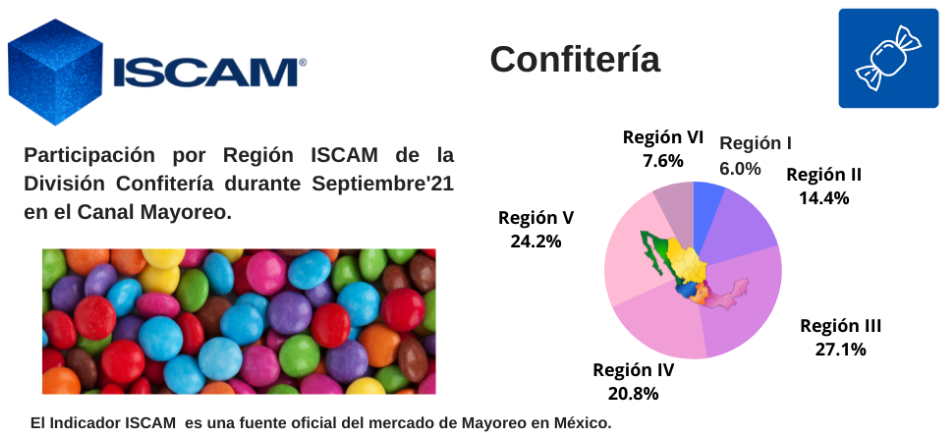 ISCAM®
Confitería
Participación por Región ISCAM de la
División Confitería durante Septiembre'21
en el Canal Mayoreo.
Región VI
7.6%
Región I
6.0%
Región II
14.4%
Región V
24.2%
Región III
27.1%
Región IV
20.8%
El Indicador ISCAM es una fuente oficial del mercado de Mayoreo en México.